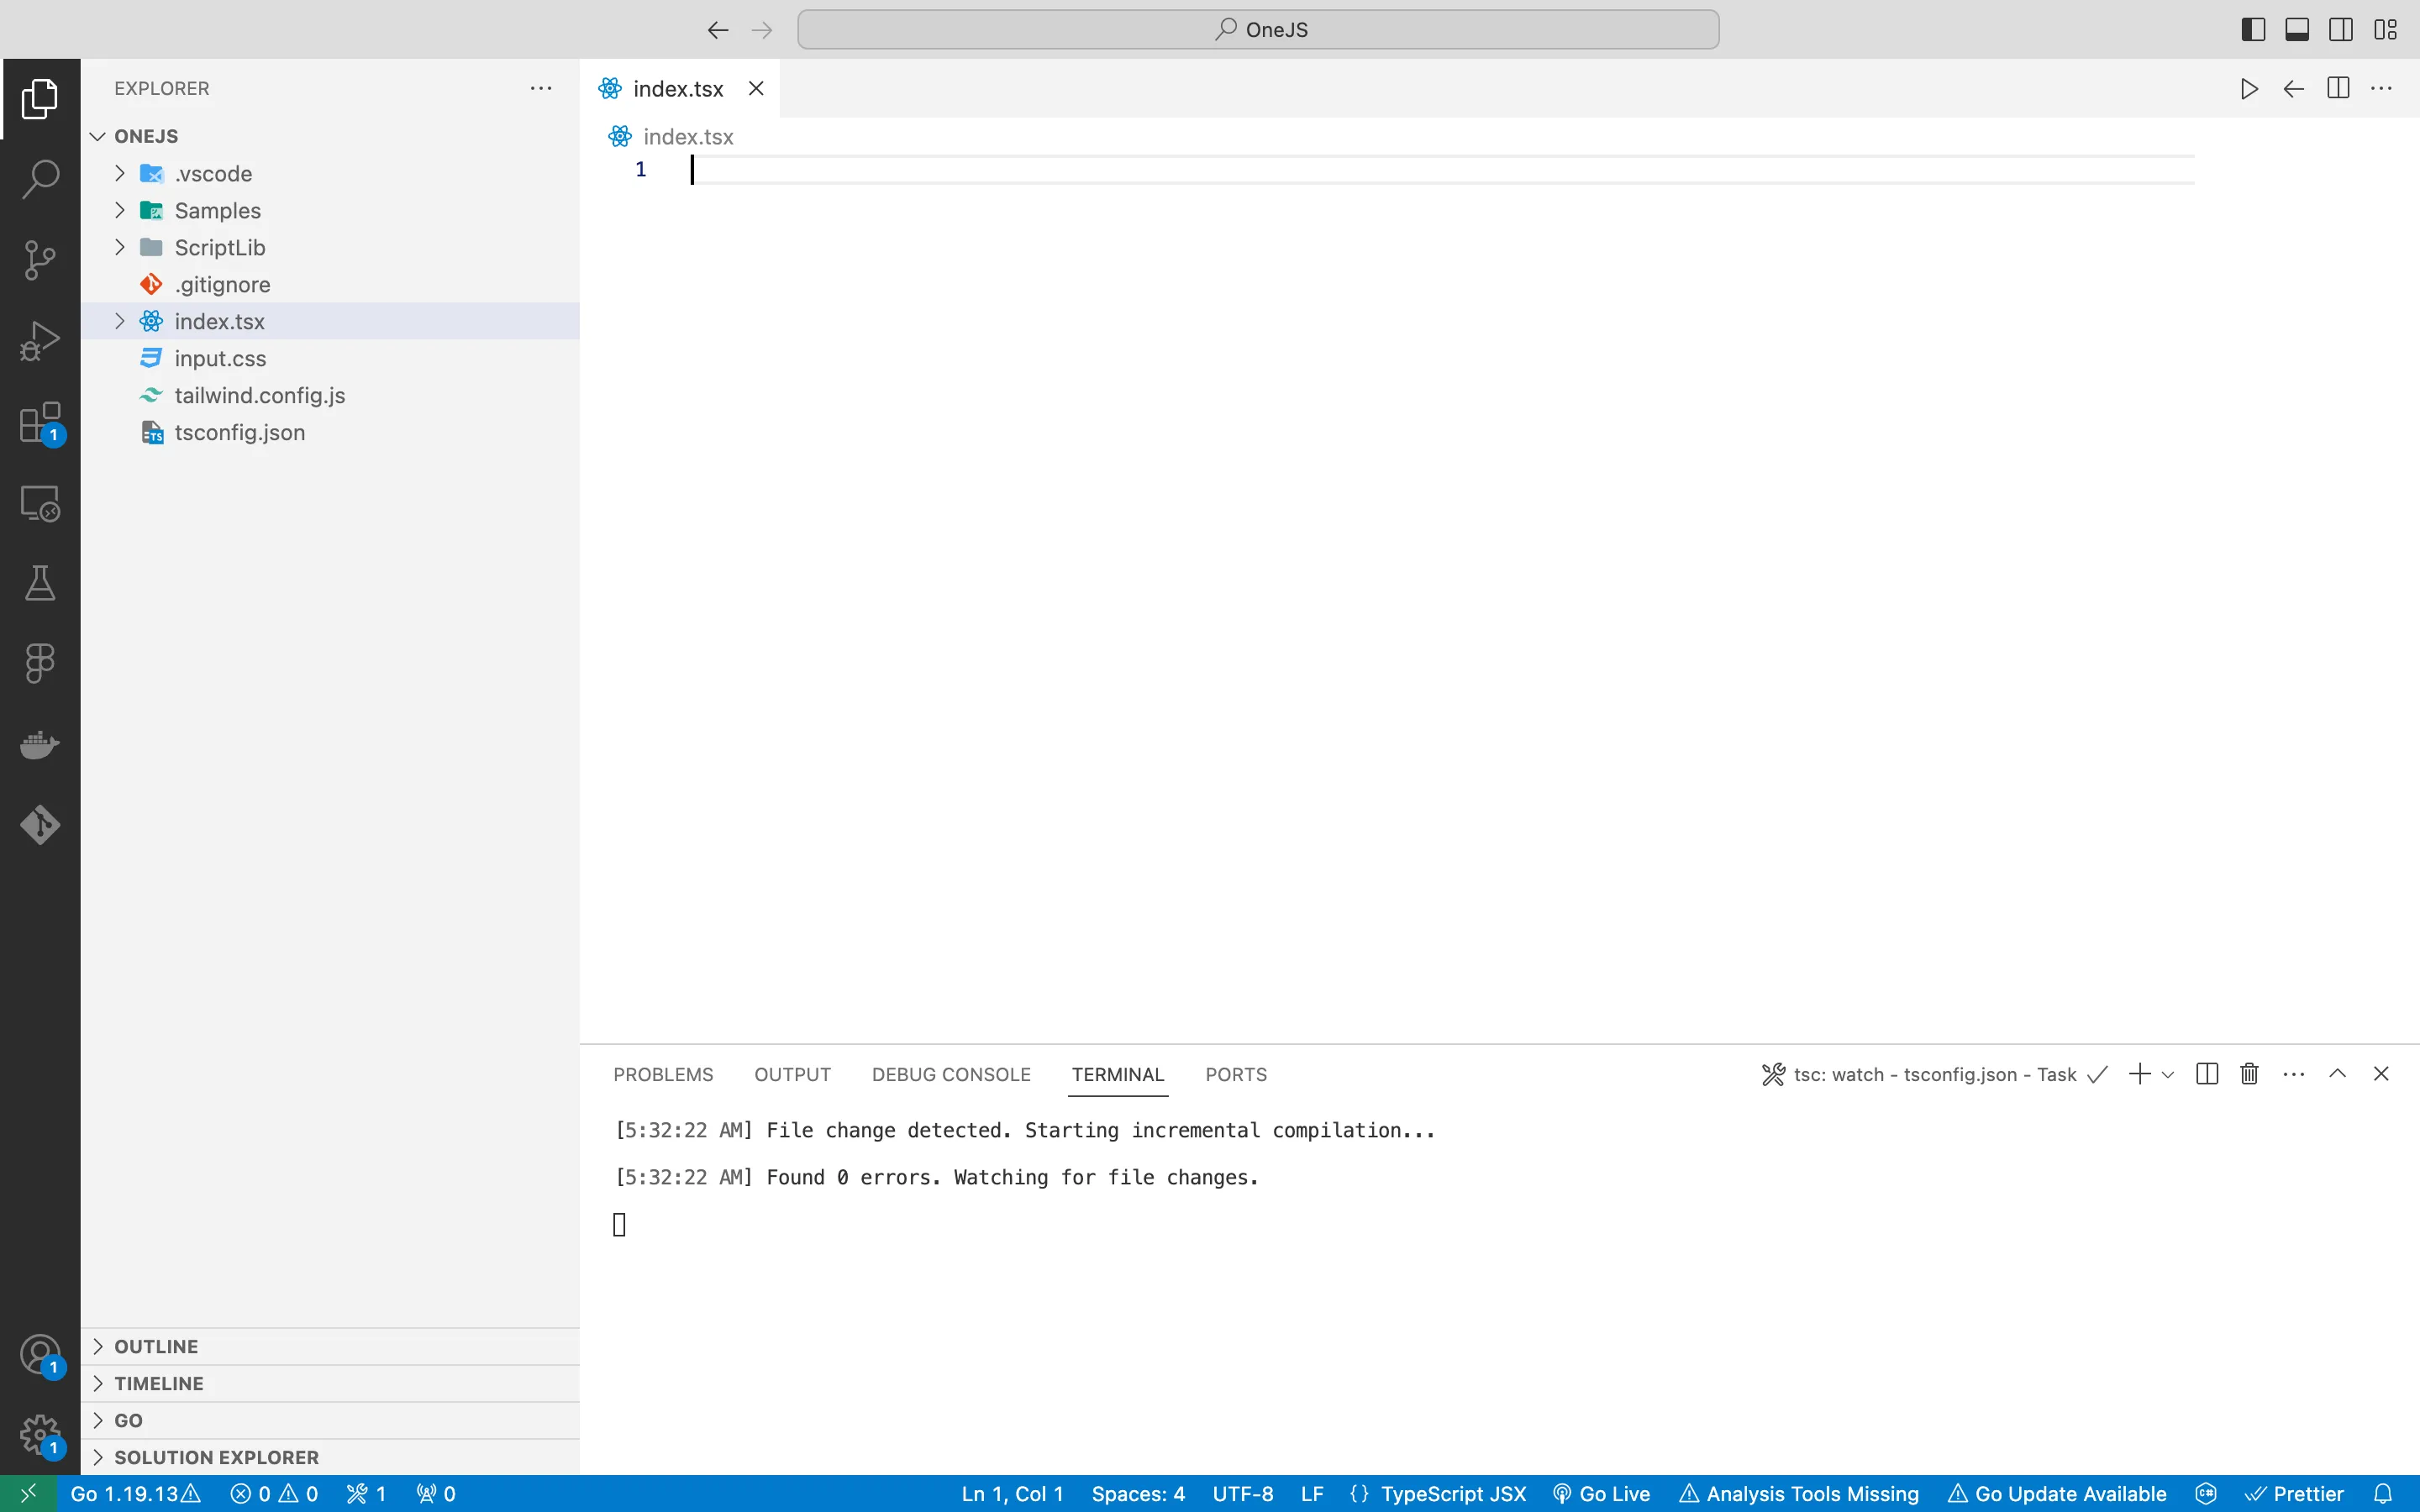 OneJS
EXPLORER
index.tsx
ONEJS
index.tsx
.vscode
1
Samples
ScriptLib
.gitignore
index.tsx
input.css
tailwind.config.js
TS tsconfig.json
1
PROBLEMS OUTPUT DEBUG CONSOLE TERMINAL PORTS tsc: watch - tsconfig.json - Task
[5:32:22 AM] File change detected. Starting incremental compilation...
[5:32:22 AM] Found 0 errors. Watching for file changes.
OUTLINE
1
TIMELINE
GO
1
SOLUTION EXPLORER
Go 1.19.13 0 0 1 0 Ln 1, Col 1 Spaces: 4 UTF-8 LF {} TypeScript JSX Go Live Analysis Tools Missing Go Update Available C# Prettier